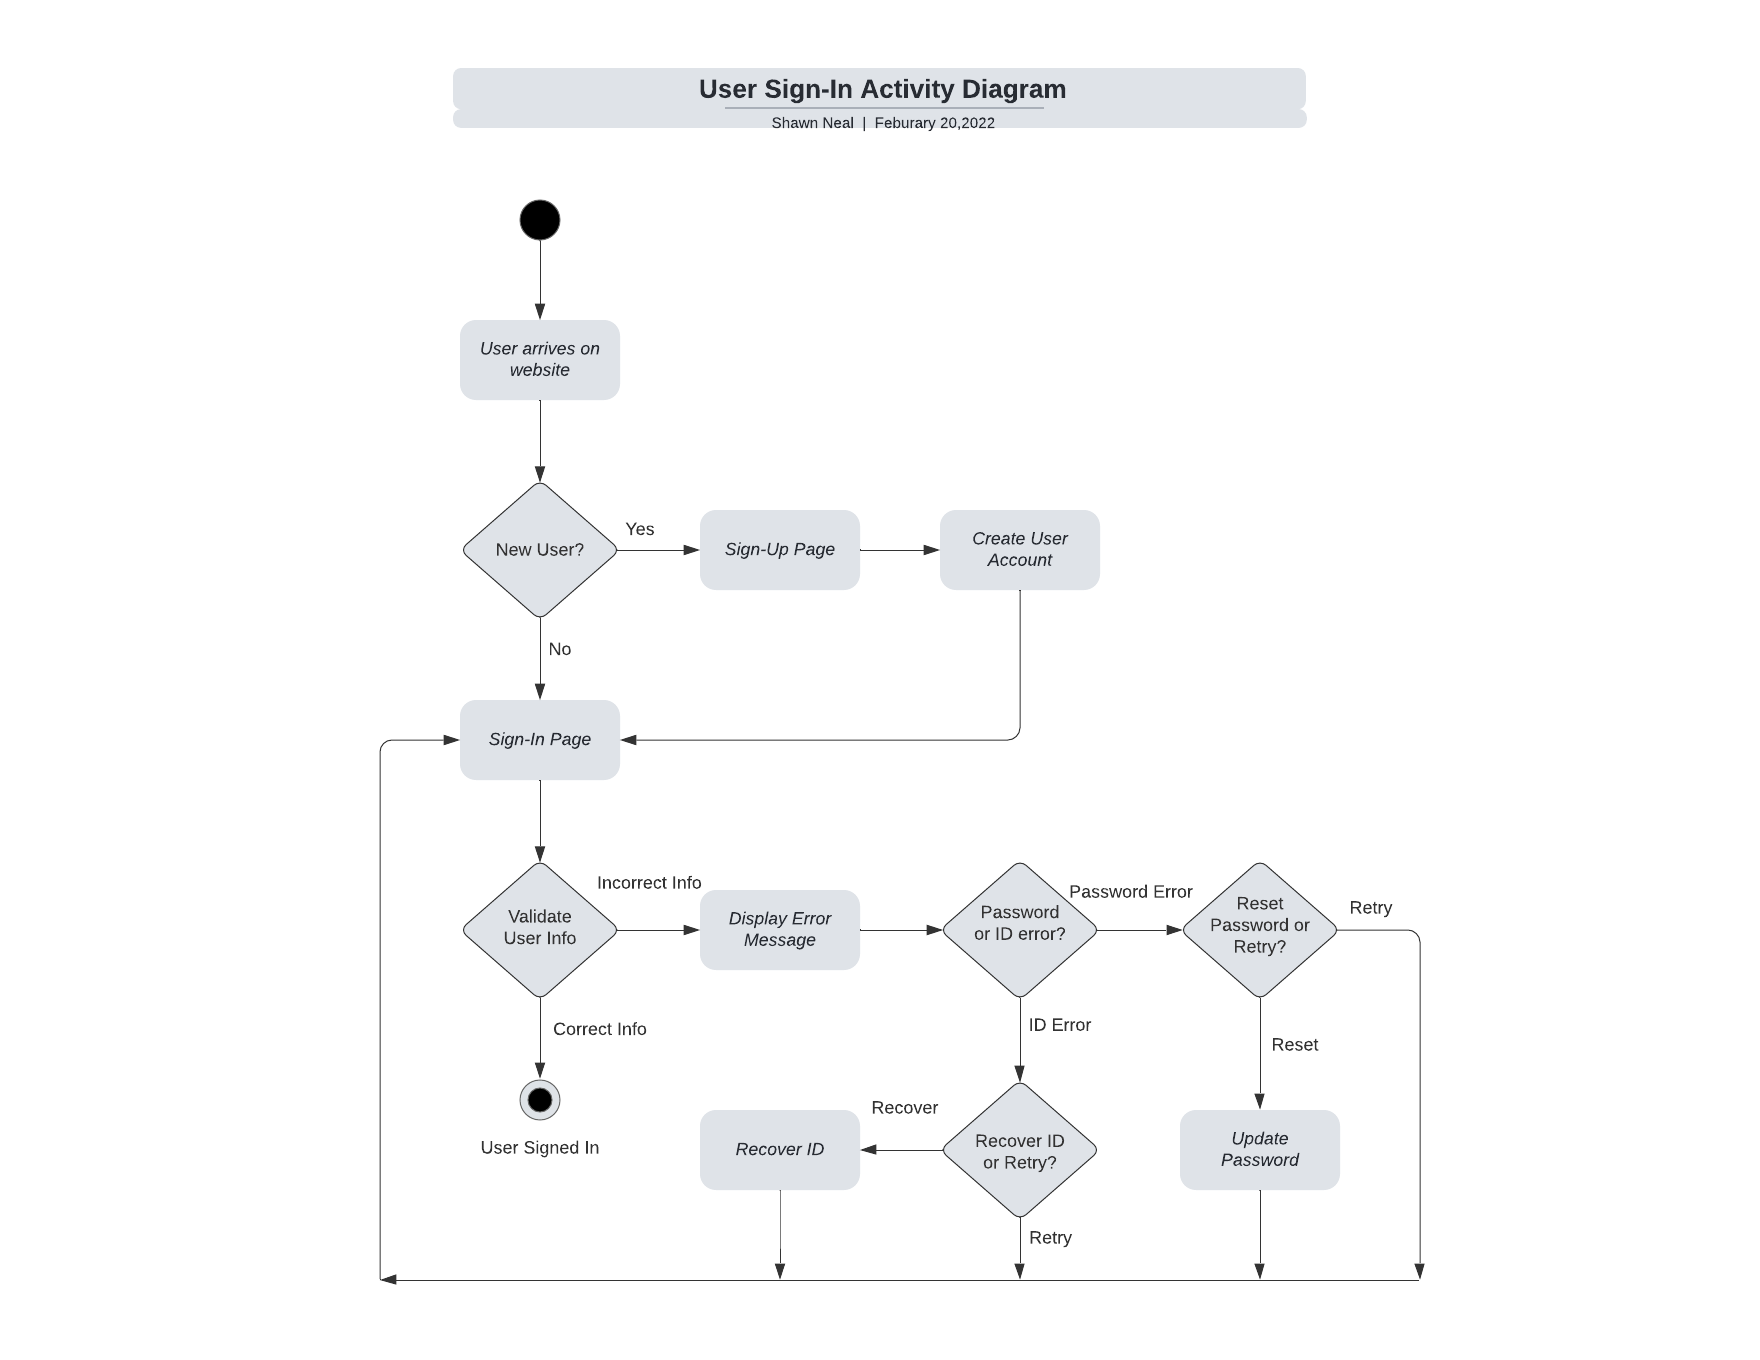 User Sign-In Activity Diagram
Shawn Neal | Feburary 20,2022
User arrives on
website
New User?
Yes
Sign-Up Page
Create User
Account
No
Sign-In Page
Validate
User Info
Incorrect Info
Display Error
Message
Password
or ID error?
Password Error
Reset
Password or
Retry?
Retry
Correct Info
ID Error
Reset
User Signed In
Recover ID
Recover
Recover ID
or Retry?
Update
Password
Retry